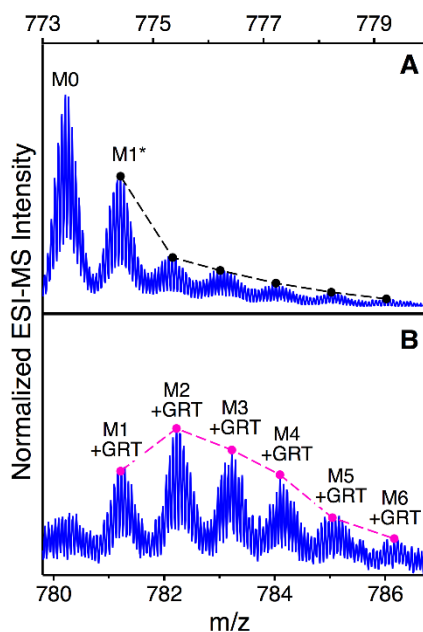 773 775 777 779
A
M0
M1*
Normalized ESI-MS Intensity
B
M1
+GRT
M2
+GRT
M3
+GRT
M4
+GRT
M5
+GRT
M6
+GRT
780 782 784 786
m/z